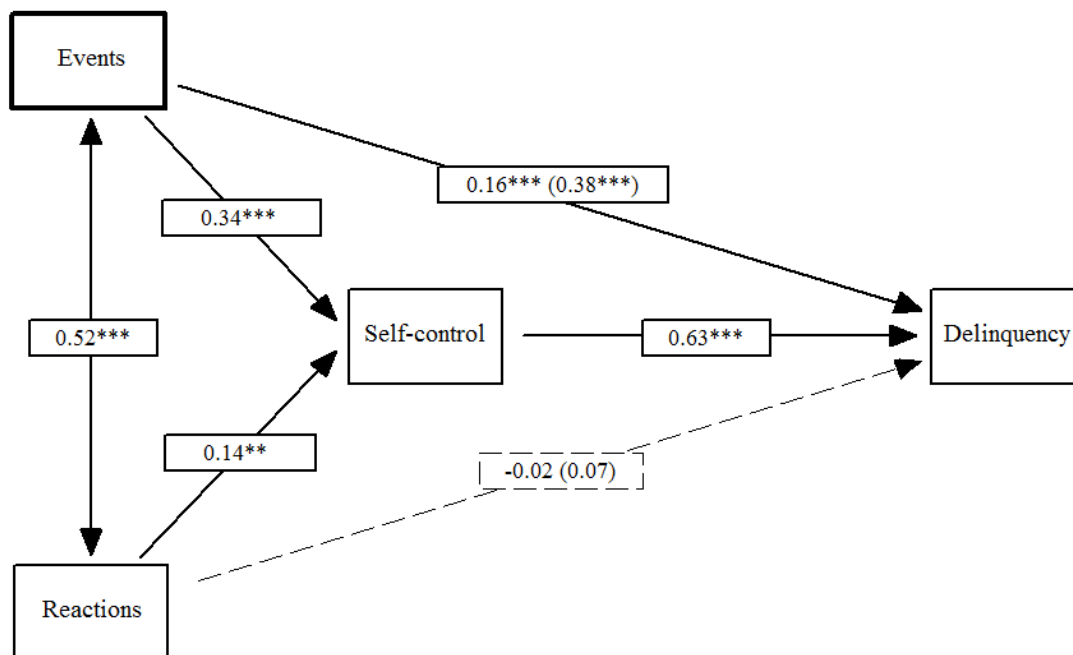 Events
0.16*** (0.38***)
0.34***
0.52***
Self-control
0.63***
Delinquency
0.14**
-0.02 (0.07)
Reactions